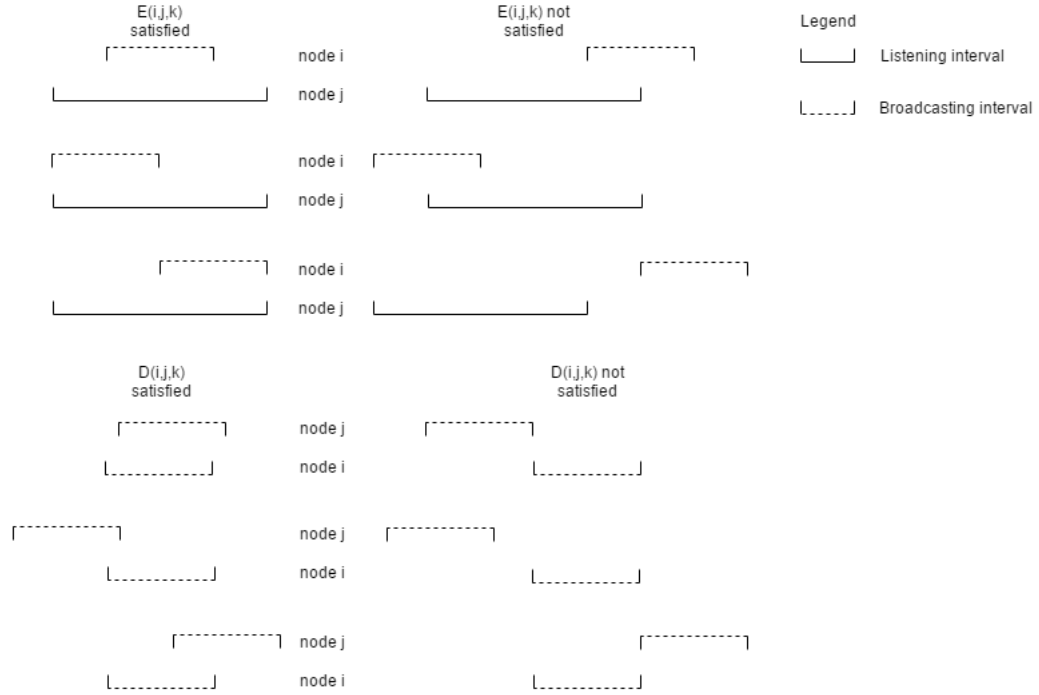 E(i,j,k)
satisfied
E(i,j,k) not
satisfied
Legend
node i
Listening interval
node j
Broadcasting interval
node i
node j
node i
node j
D(i,j,k)
satisfied
D(i,j,k) not
satisfied
node j
node i
node j
node i
node j
node i